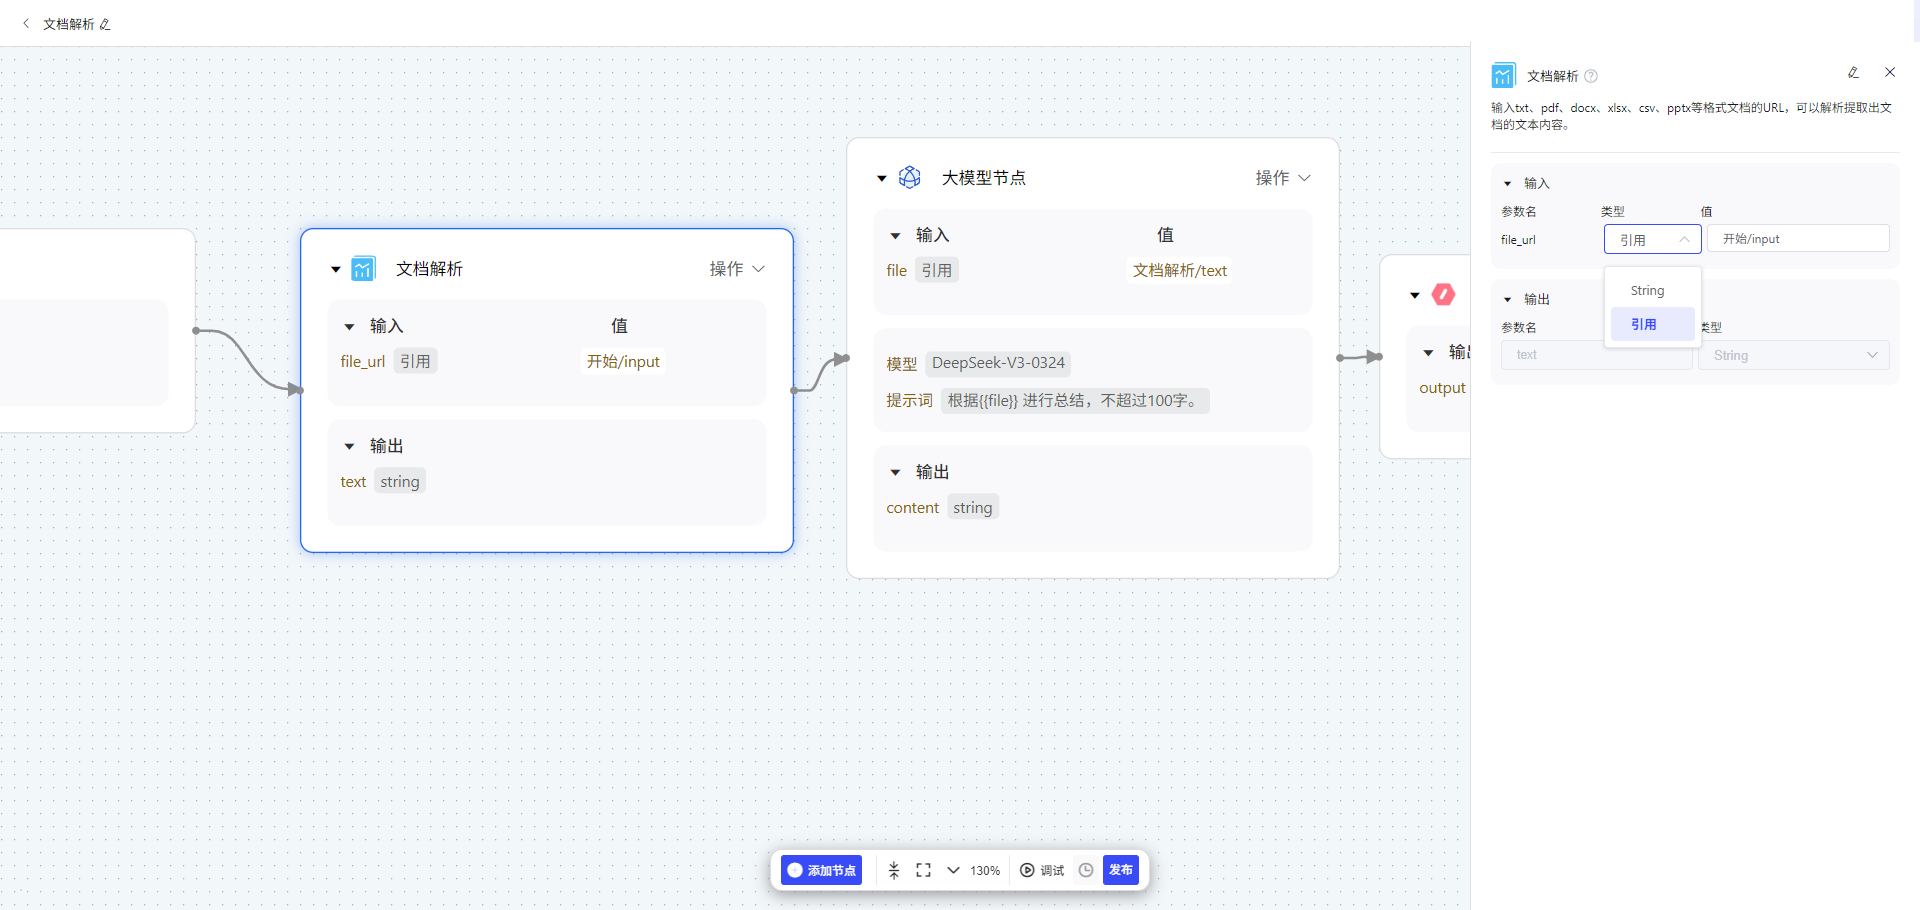 文档解析
文档解析
操作
输入
值
file_url
引用
开始/input
输出
text
string
大模型节点
操作
输入
值
file
引用
文档解析/text
模型
DeepSeek-V3-0324
提示词
根据{{file}} 进行总结，不超过100字。
输出
content
string
output
添加节点
130%
调试
发布
文档解析
输入txt、pdf、docx、xlsx、csv、pptx等格式文档的URL，可以解析提取出文
档的文本内容。
输入
参数名
类型
值
file_url
引用
开始/input
String
引用
输出
参数名
类型
text
String